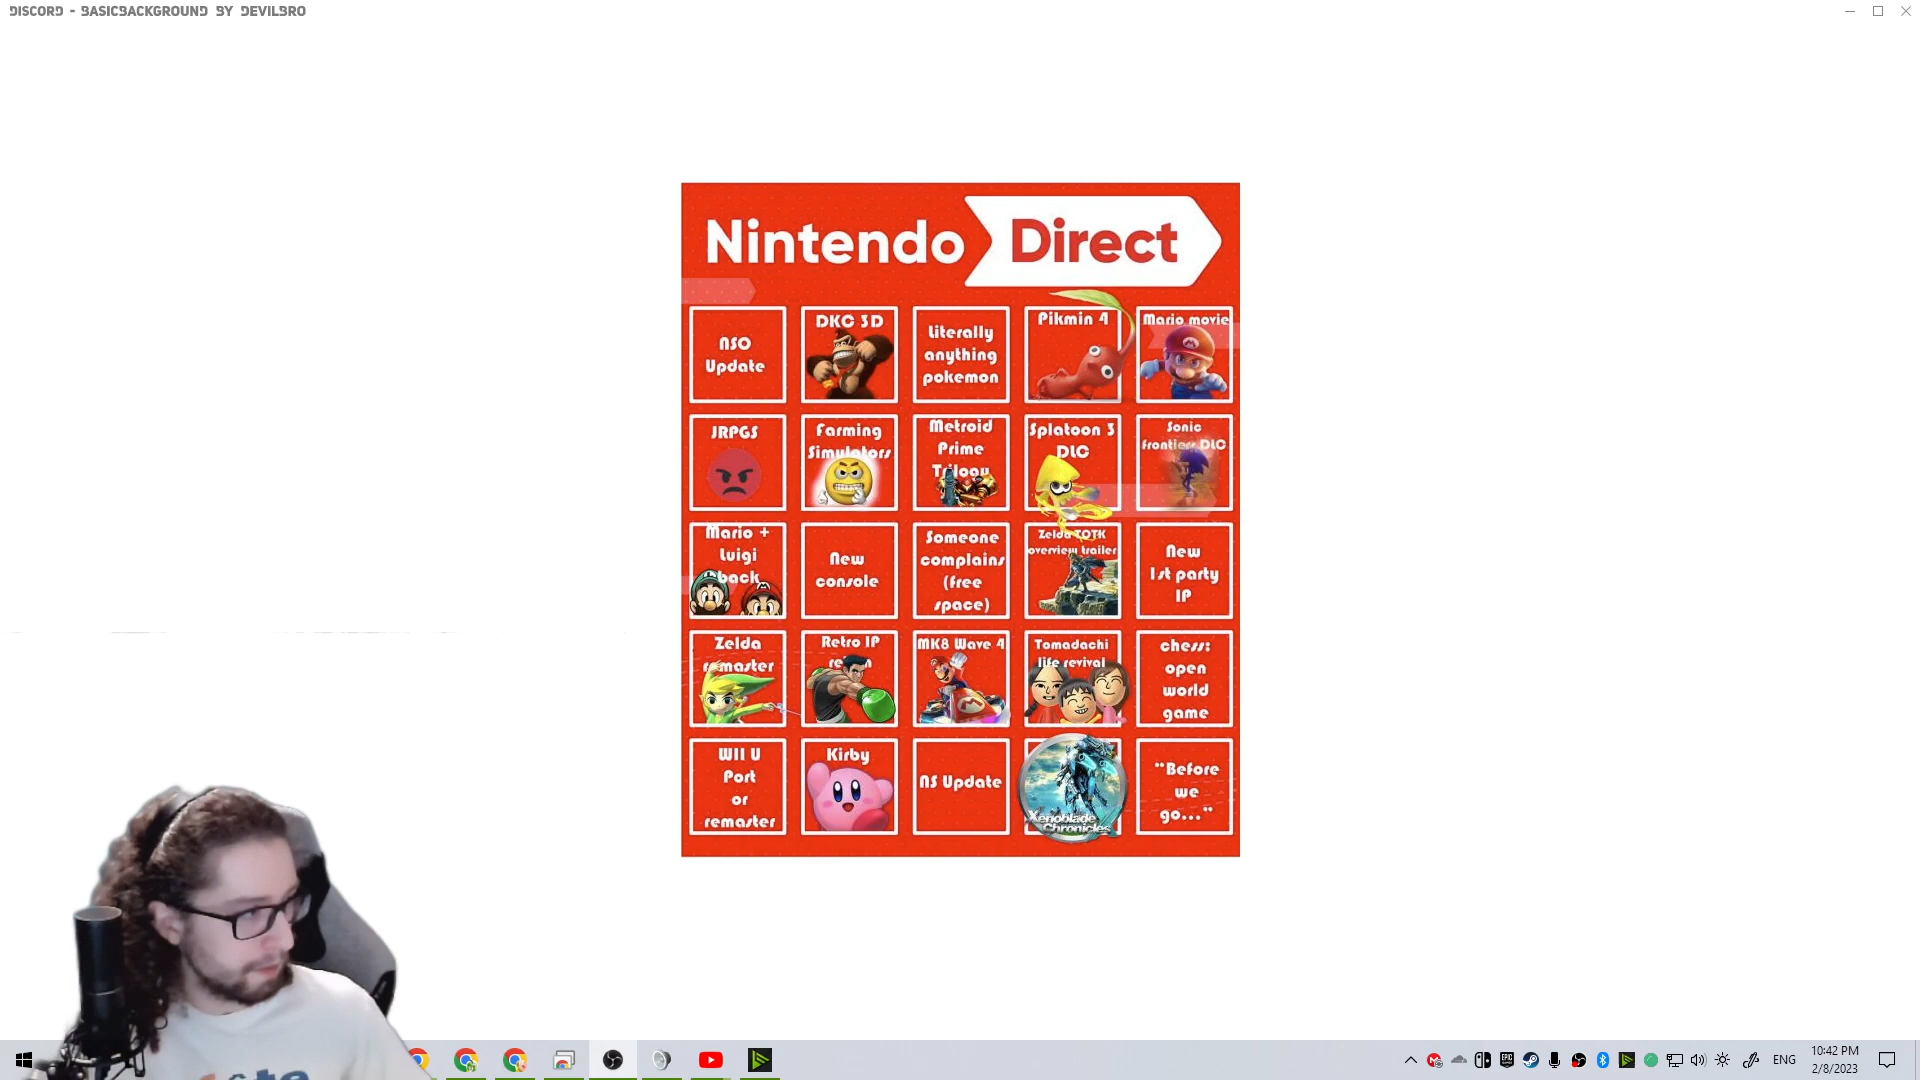 DISCORD - BASICBACKGROUND BY DEVILBRO
Nintendo Direct
NSO
Update
DKC 3D
Literally
anything
pokemon
Pikmin 4
Mario movie
JRPGS
Farming
Simulators
Metroid
Prime
Trilogy
Splatoon 3
DLC
Sonic
frontiers DLC
Mario +
Luigi
back
New
console
Someone
complains
(free
space)
Zelda TOTK
overview trailer
New
1st party
IP
Zelda
remaster
Retro IP
MK8 Wave 4
Tomadachi
life revival
chess:
open
world
game
WII U
Port
or
remaster
Kirby
NS Update
Xenoblade
Chronicles
"Before
we
go..."
ENG
10:42 PM
2/8/2023